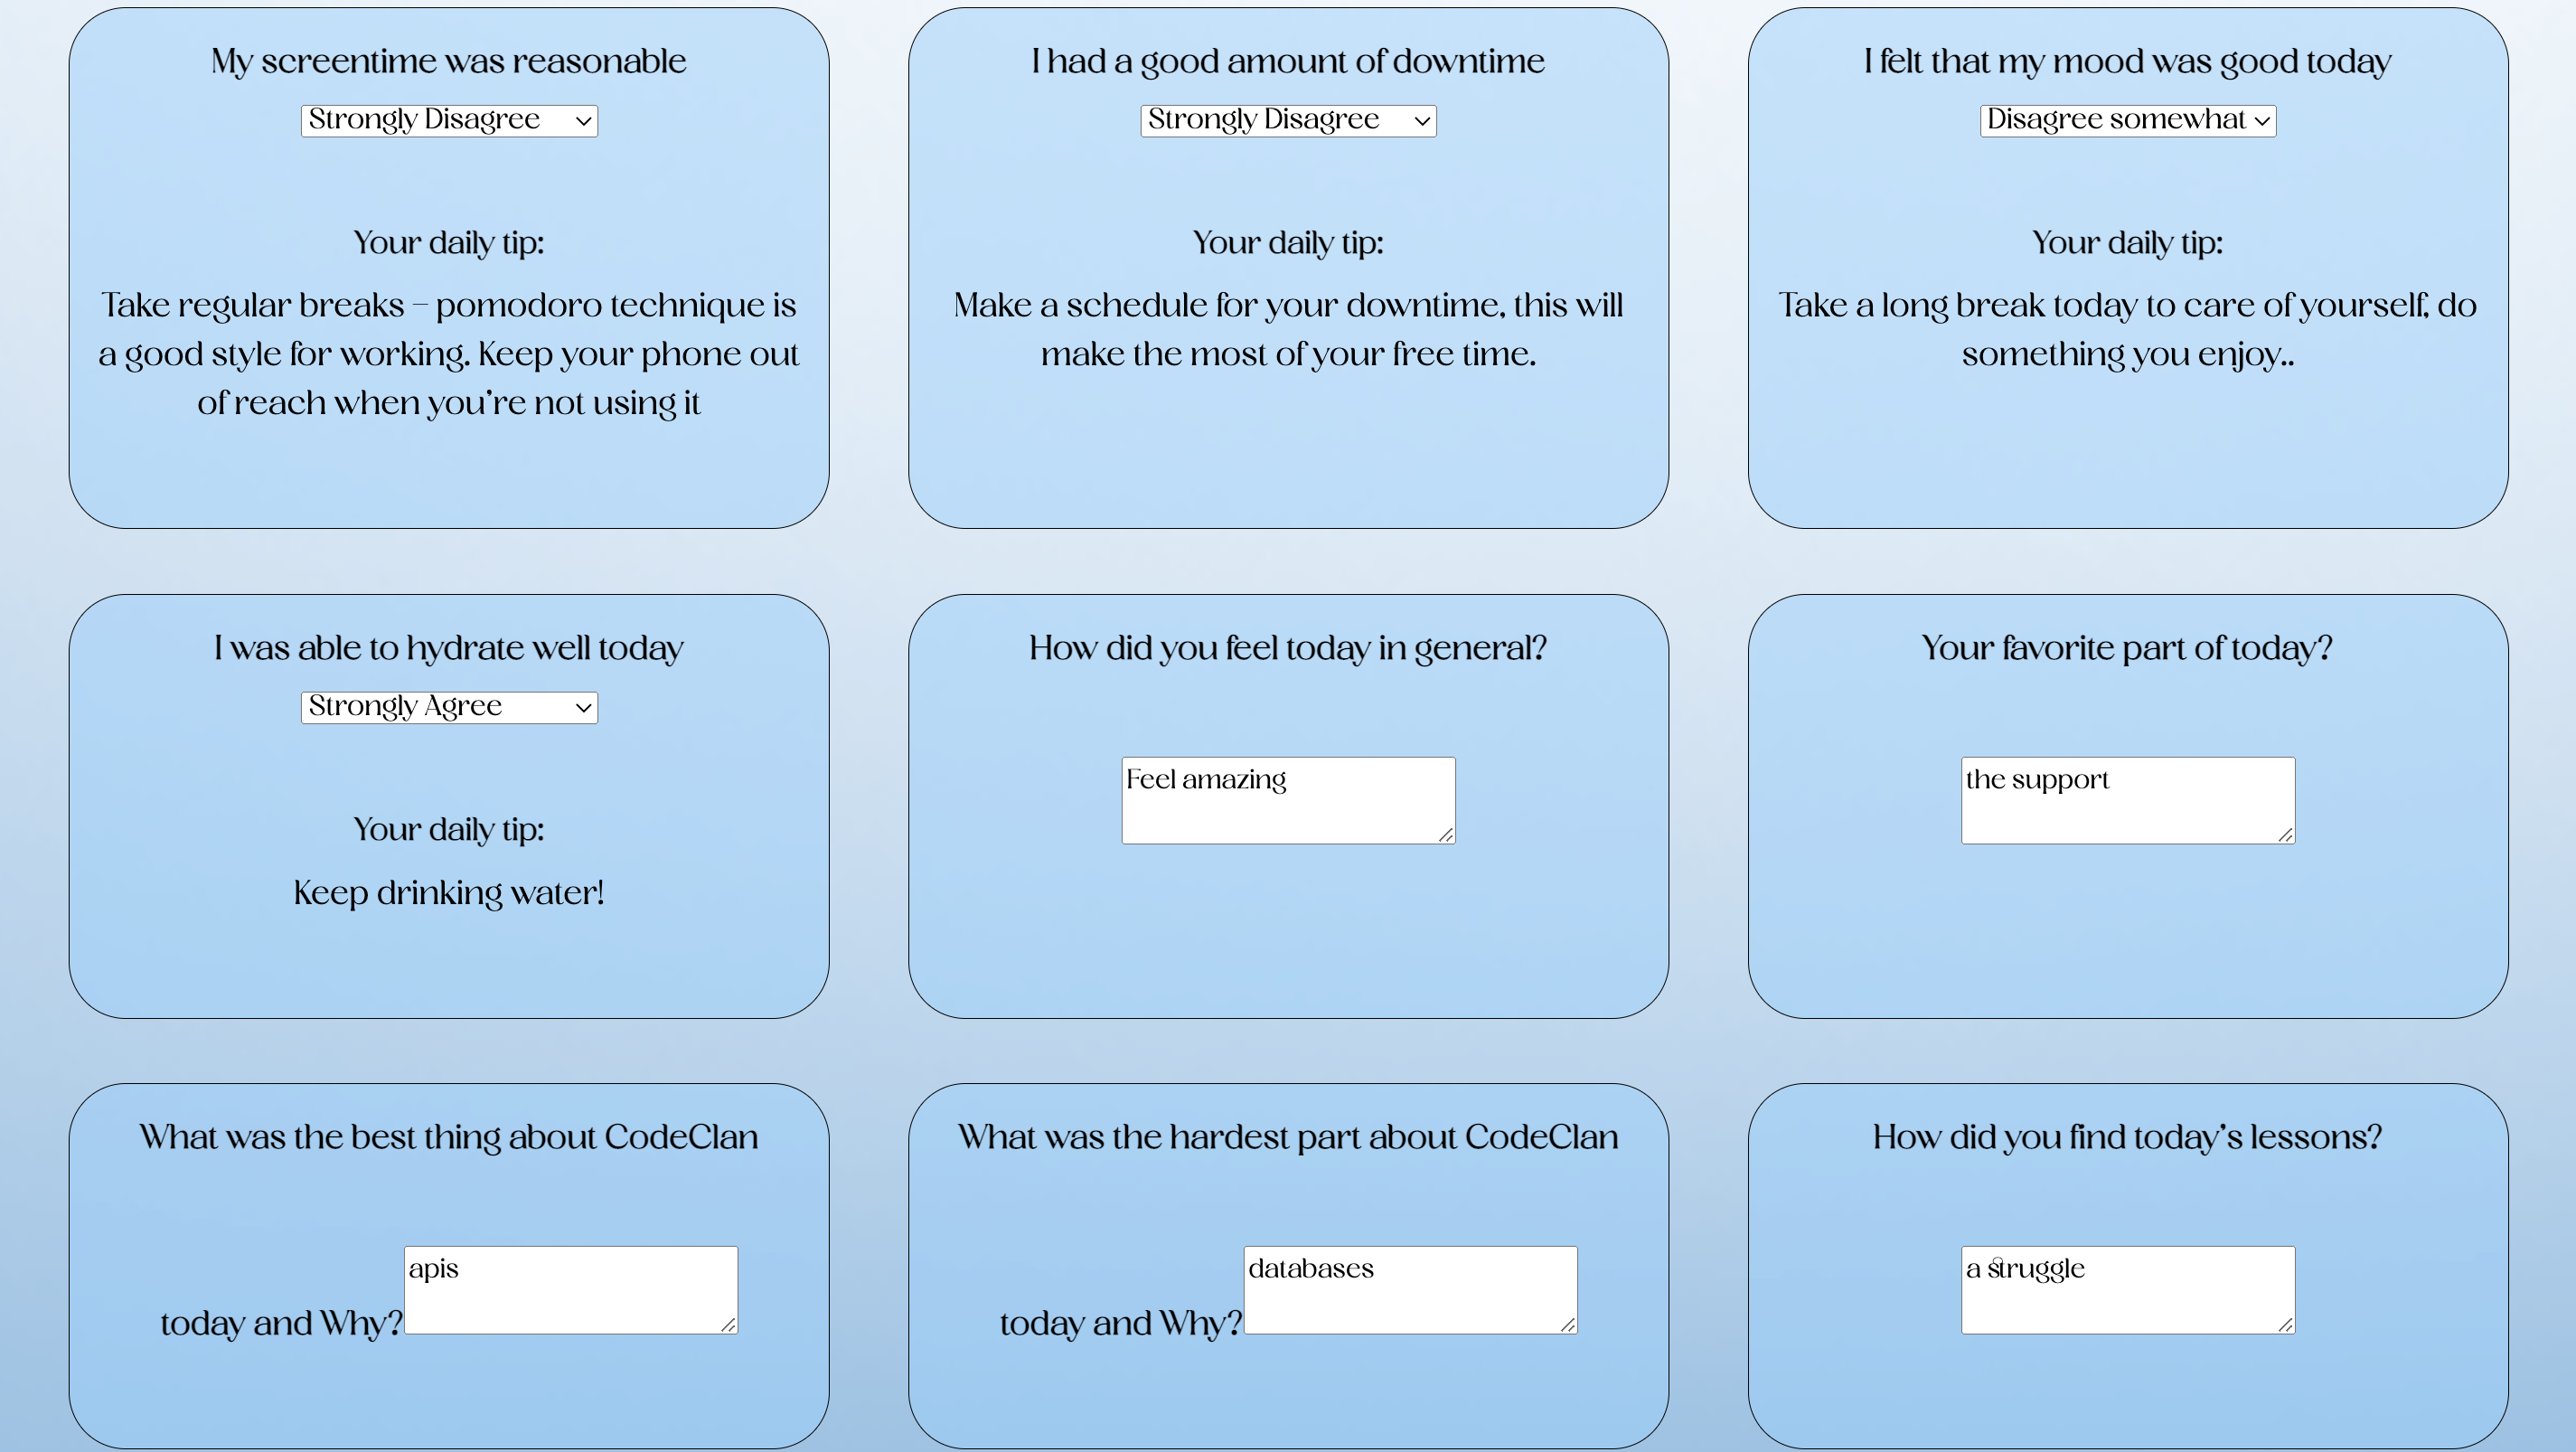 My screentime was reasonable
Strongly Disagree
Your daily tip:
Take regular breaks – pomodoro technique is
a good style for working. Keep your phone out
of reach when you're not using it
I had a good amount of downtime
Strongly Disagree
Your daily tip:
Make a schedule for your downtime, this will
make the most of your free time.
I felt that my mood was good today
Disagree somewhat
Your daily tip:
Take a long break today to care of yourself, do
something you enjoy..
I was able to hydrate well today
Strongly Agree
Your daily tip:
Keep drinking water!
How did you feel today in general?
Feel amazing
Your favorite part of today?
the support
What was the best thing about CodeClan
today and Why?
apis
What was the hardest part about CodeClan
today and Why?
databases
How did you find today's lessons?
a struggle